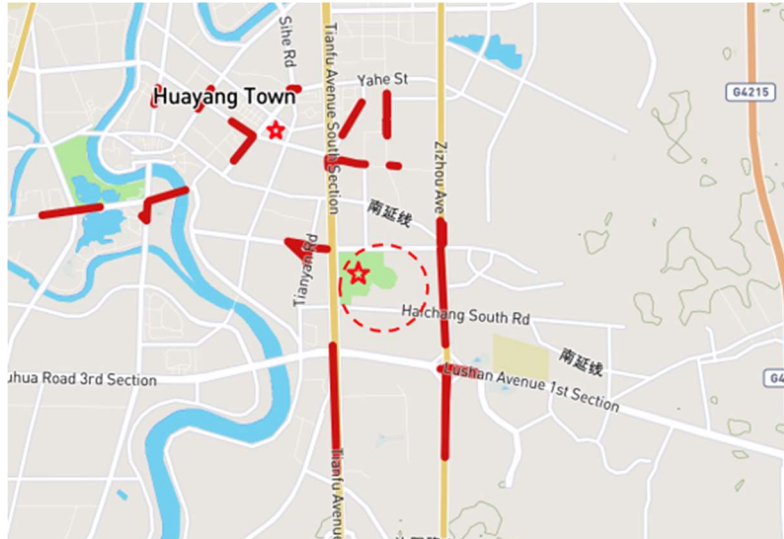 Sihe Rd
Tianfu Avenue South Section
Yahe St
Huayang Town
G4215
Zizhou Ave
南延线
Tianyang Rd
Haichang South Rd
南延线
uhua Road 3rd Section
Lushan Avenue 1st Section
G4
Tianfu Avenue